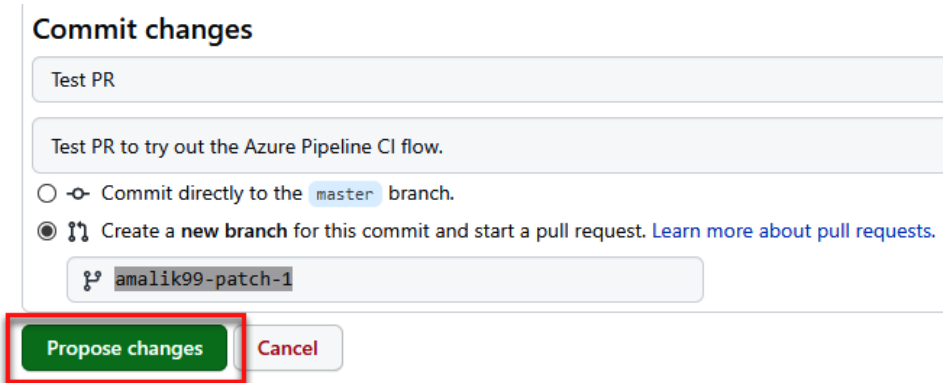 Commit changes
Test PR
Test PR to try out the Azure Pipeline CI flow.
Commit directly to the master branch.
Create a new branch for this commit and start a pull request. Learn more about pull requests.
amalik99-patch-1
Propose changes Cancel